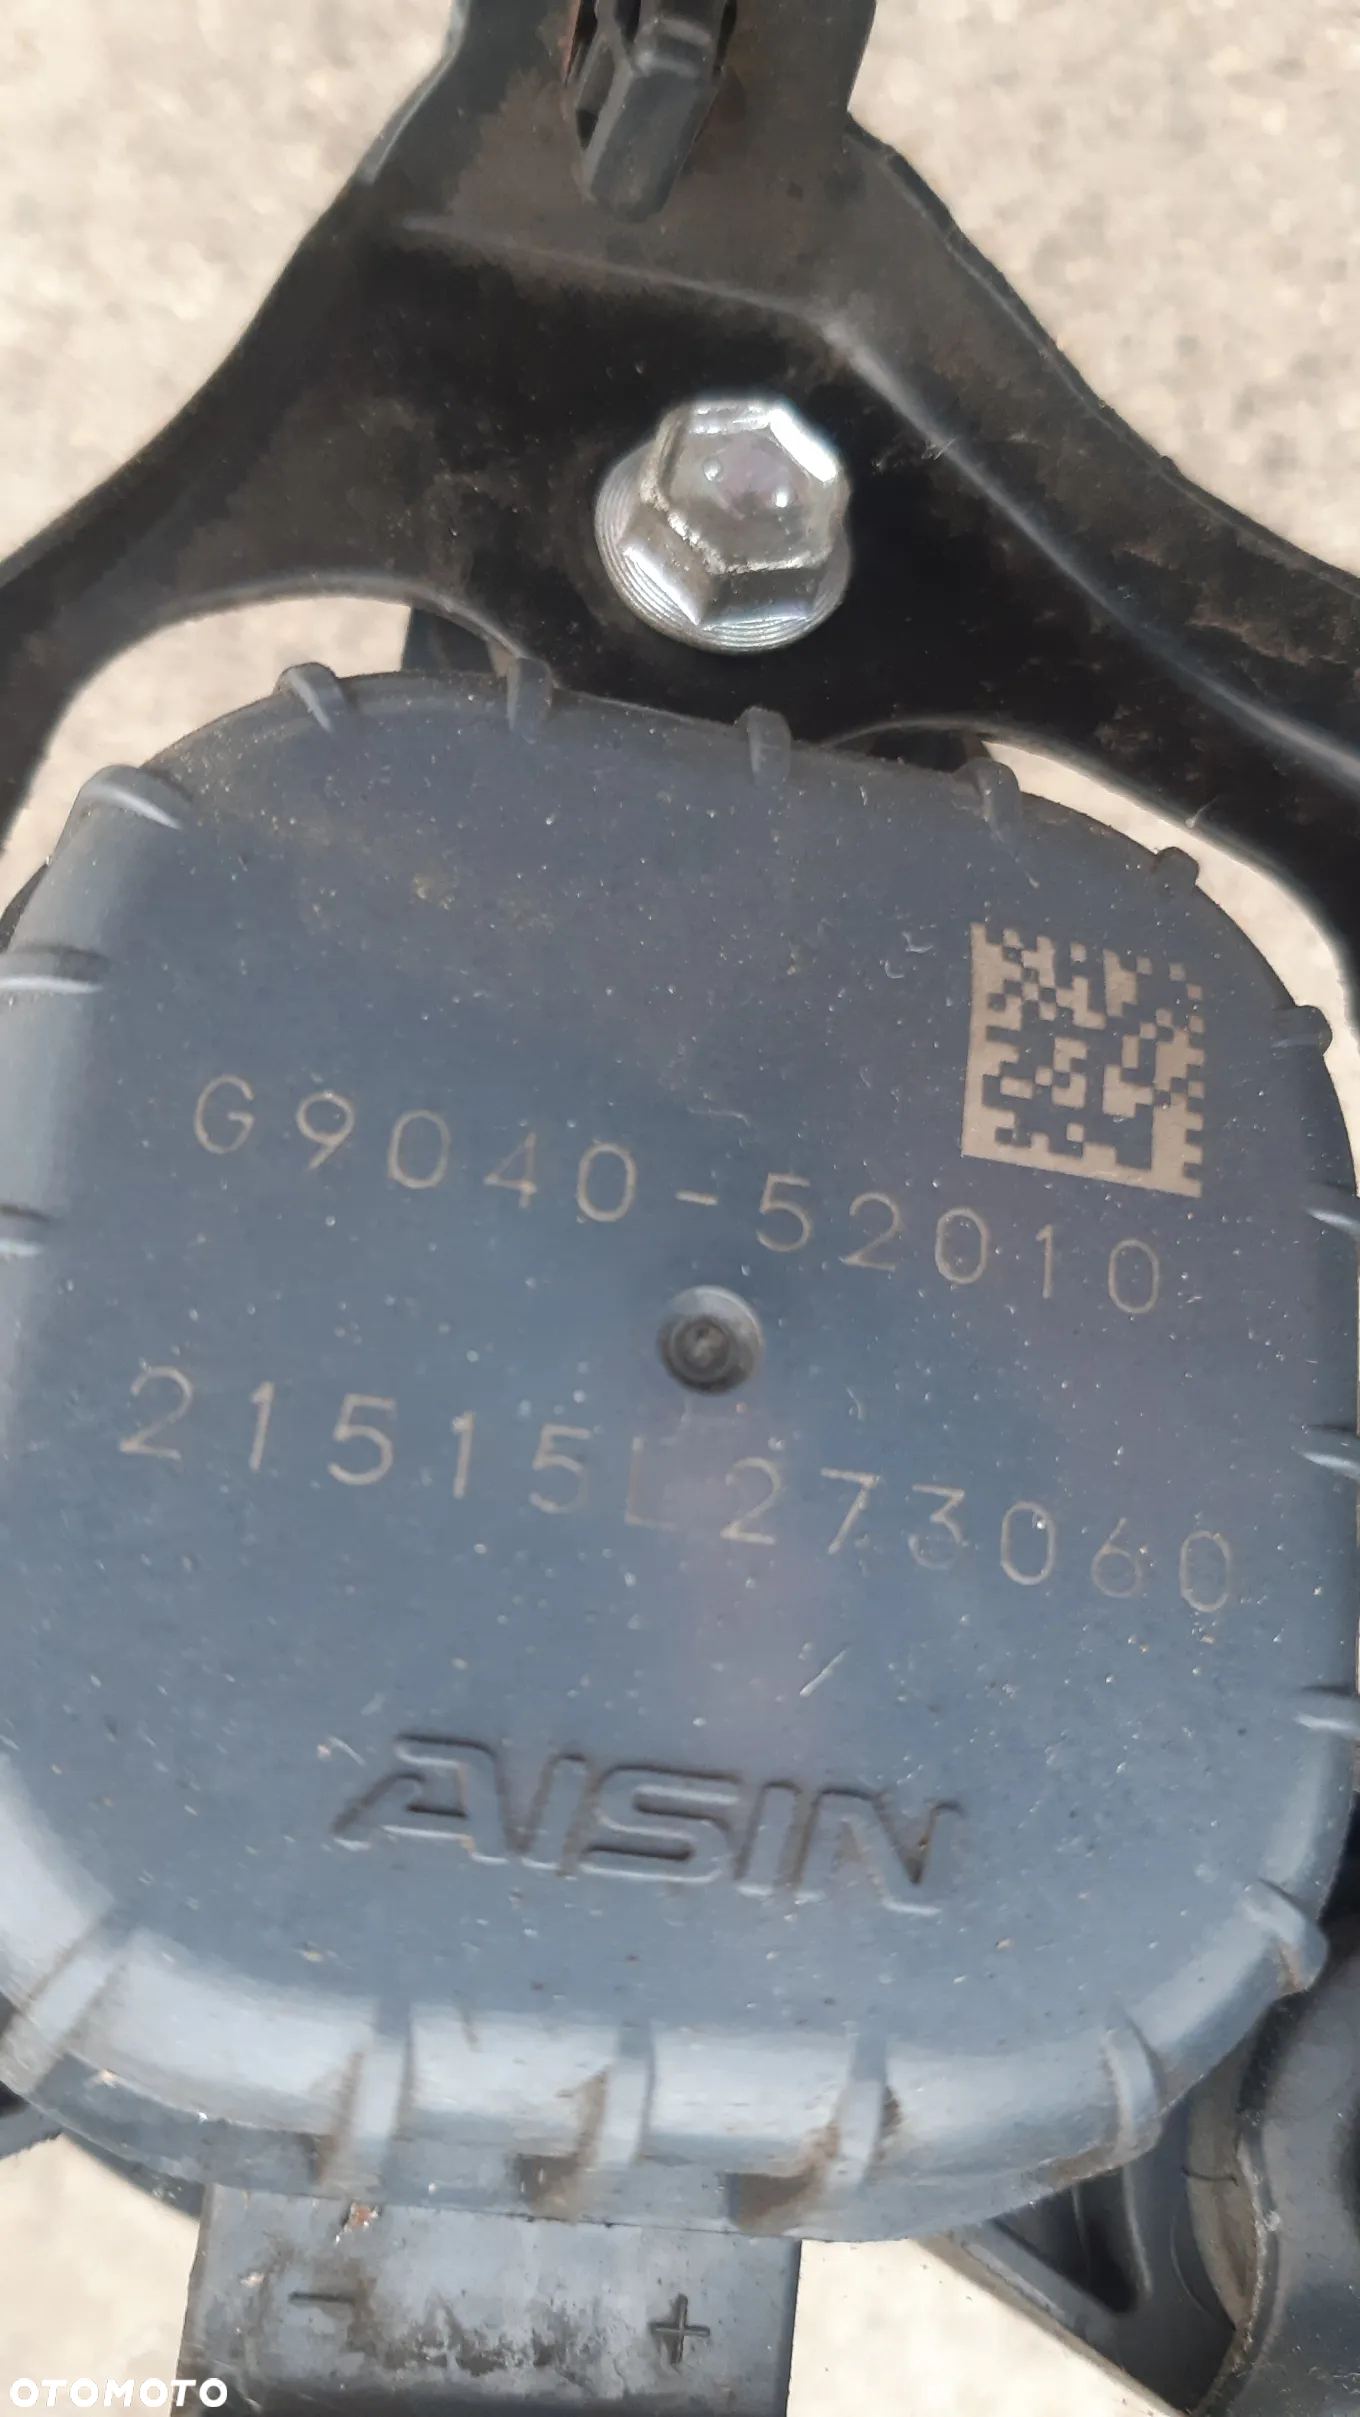 G9040-52010
21515L273060
AISIN
- +
OTOMOTO